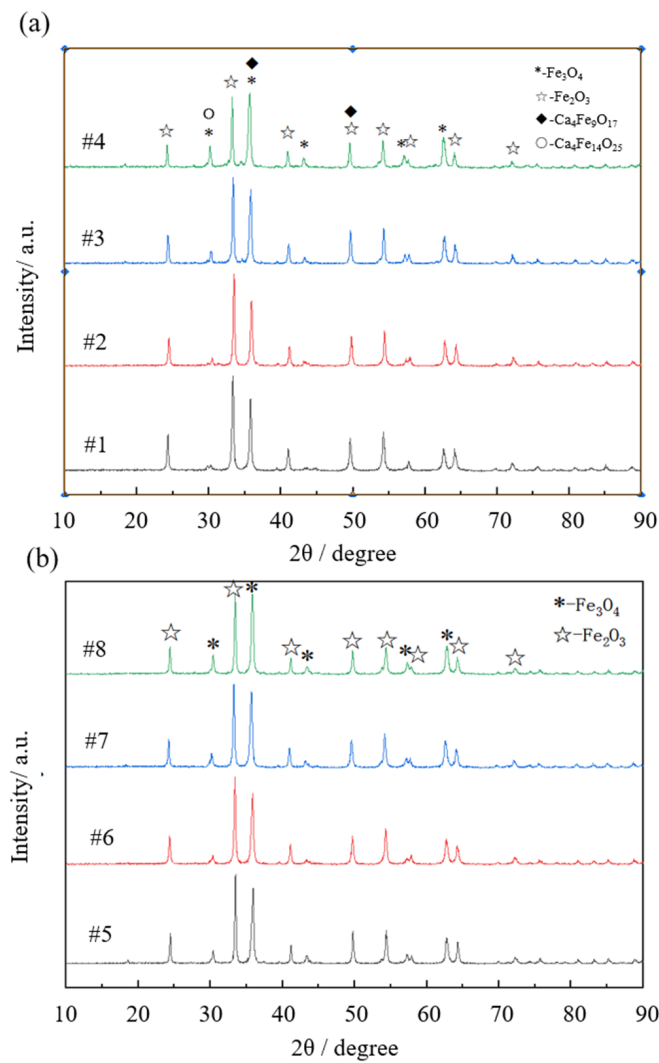 (a)
*-Fe₃O₄
☆-Fe₂O₃
◆-Ca₄Fe₉O₁₇
○-Ca₄Fe₁₄O₂₅
#4
#3
#2
#1
Intensity/ a.u.
10 20 30 40 50 60 70 80 90
2θ / degree
(b)
*-Fe₃O₄
☆-Fe₂O₃
#8
#7
#6
#5
Intensity/ a.u.
10 20 30 40 50 60 70 80 90
2θ / degree